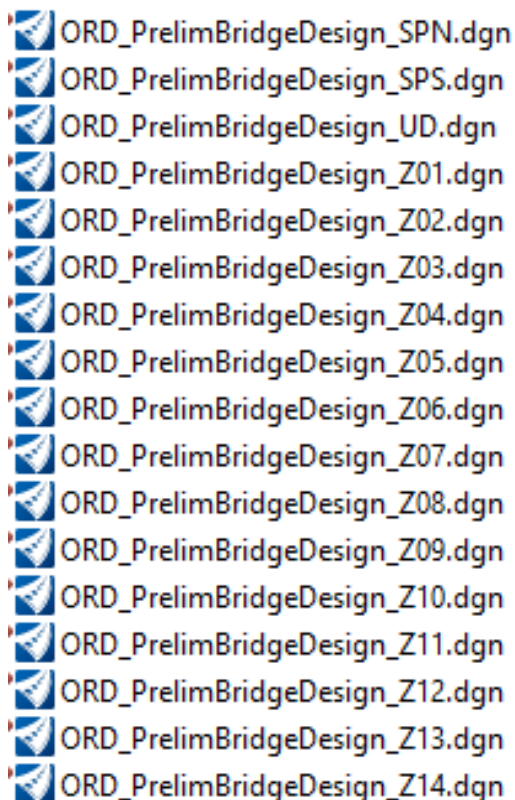 ORD_PrelimBridgeDesign_SPN.dgn
ORD_PrelimBridgeDesign_SPS.dgn
ORD_PrelimBridgeDesign_UD.dgn
ORD_PrelimBridgeDesign_Z01.dgn
ORD_PrelimBridgeDesign_Z02.dgn
ORD_PrelimBridgeDesign_Z03.dgn
ORD_PrelimBridgeDesign_Z04.dgn
ORD_PrelimBridgeDesign_Z05.dgn
ORD_PrelimBridgeDesign_Z06.dgn
ORD_PrelimBridgeDesign_Z07.dgn
ORD_PrelimBridgeDesign_Z08.dgn
ORD_PrelimBridgeDesign_Z09.dgn
ORD_PrelimBridgeDesign_Z10.dgn
ORD_PrelimBridgeDesign_Z11.dgn
ORD_PrelimBridgeDesign_Z12.dgn
ORD_PrelimBridgeDesign_Z13.dgn
ORD_PrelimBridgeDesign_Z14.dgn